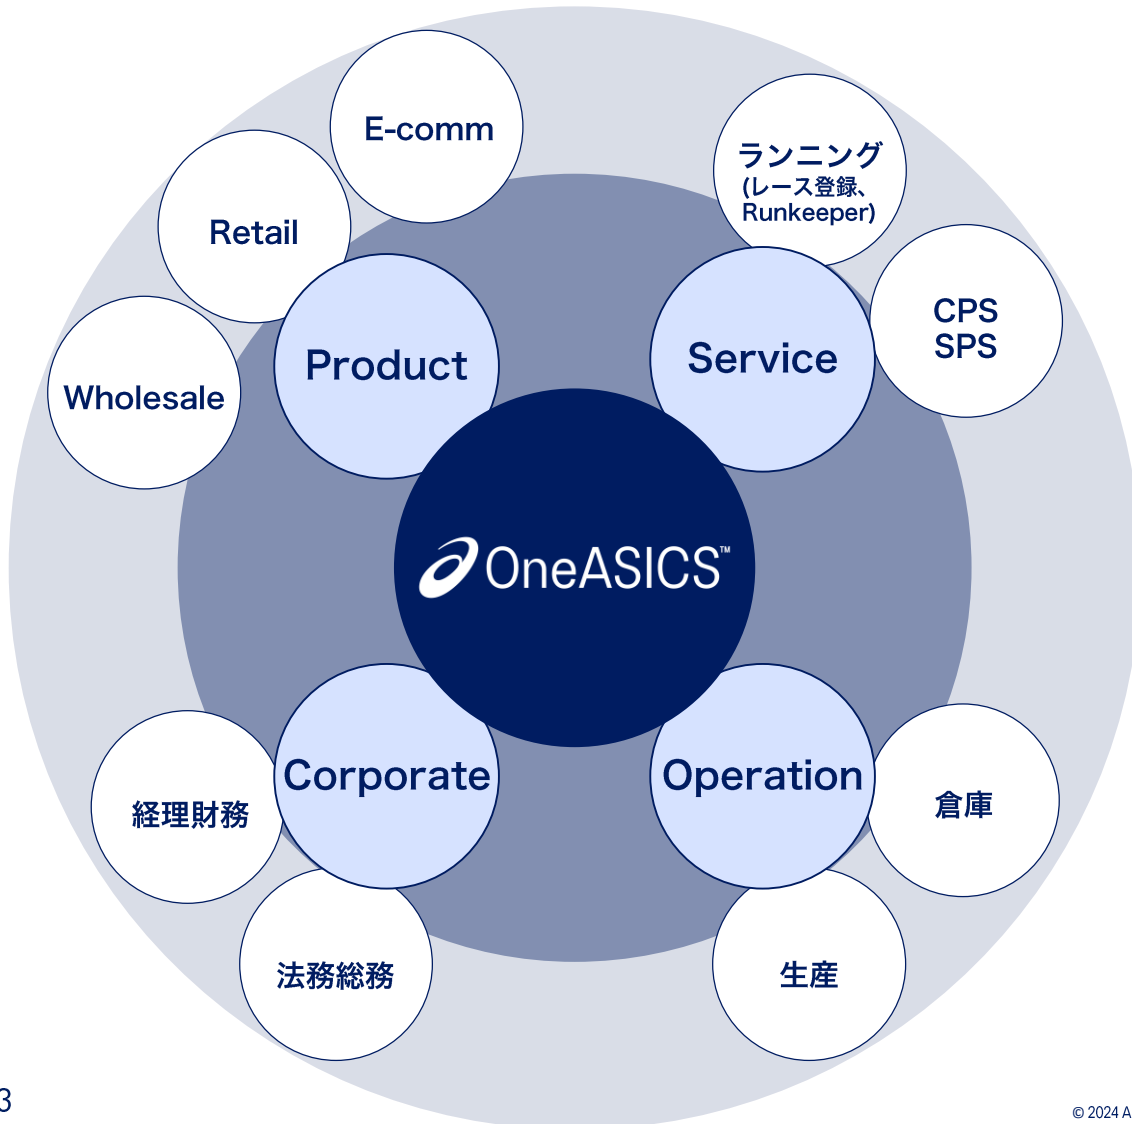 E-comm
ランニング
(レース登録、
Runkeeper)
Retail
CPS
SPS
Product
Service
Wholesale
OneASICS™
Corporate
Operation
経理財務
倉庫
法務総務
生産
3
© 2024 A